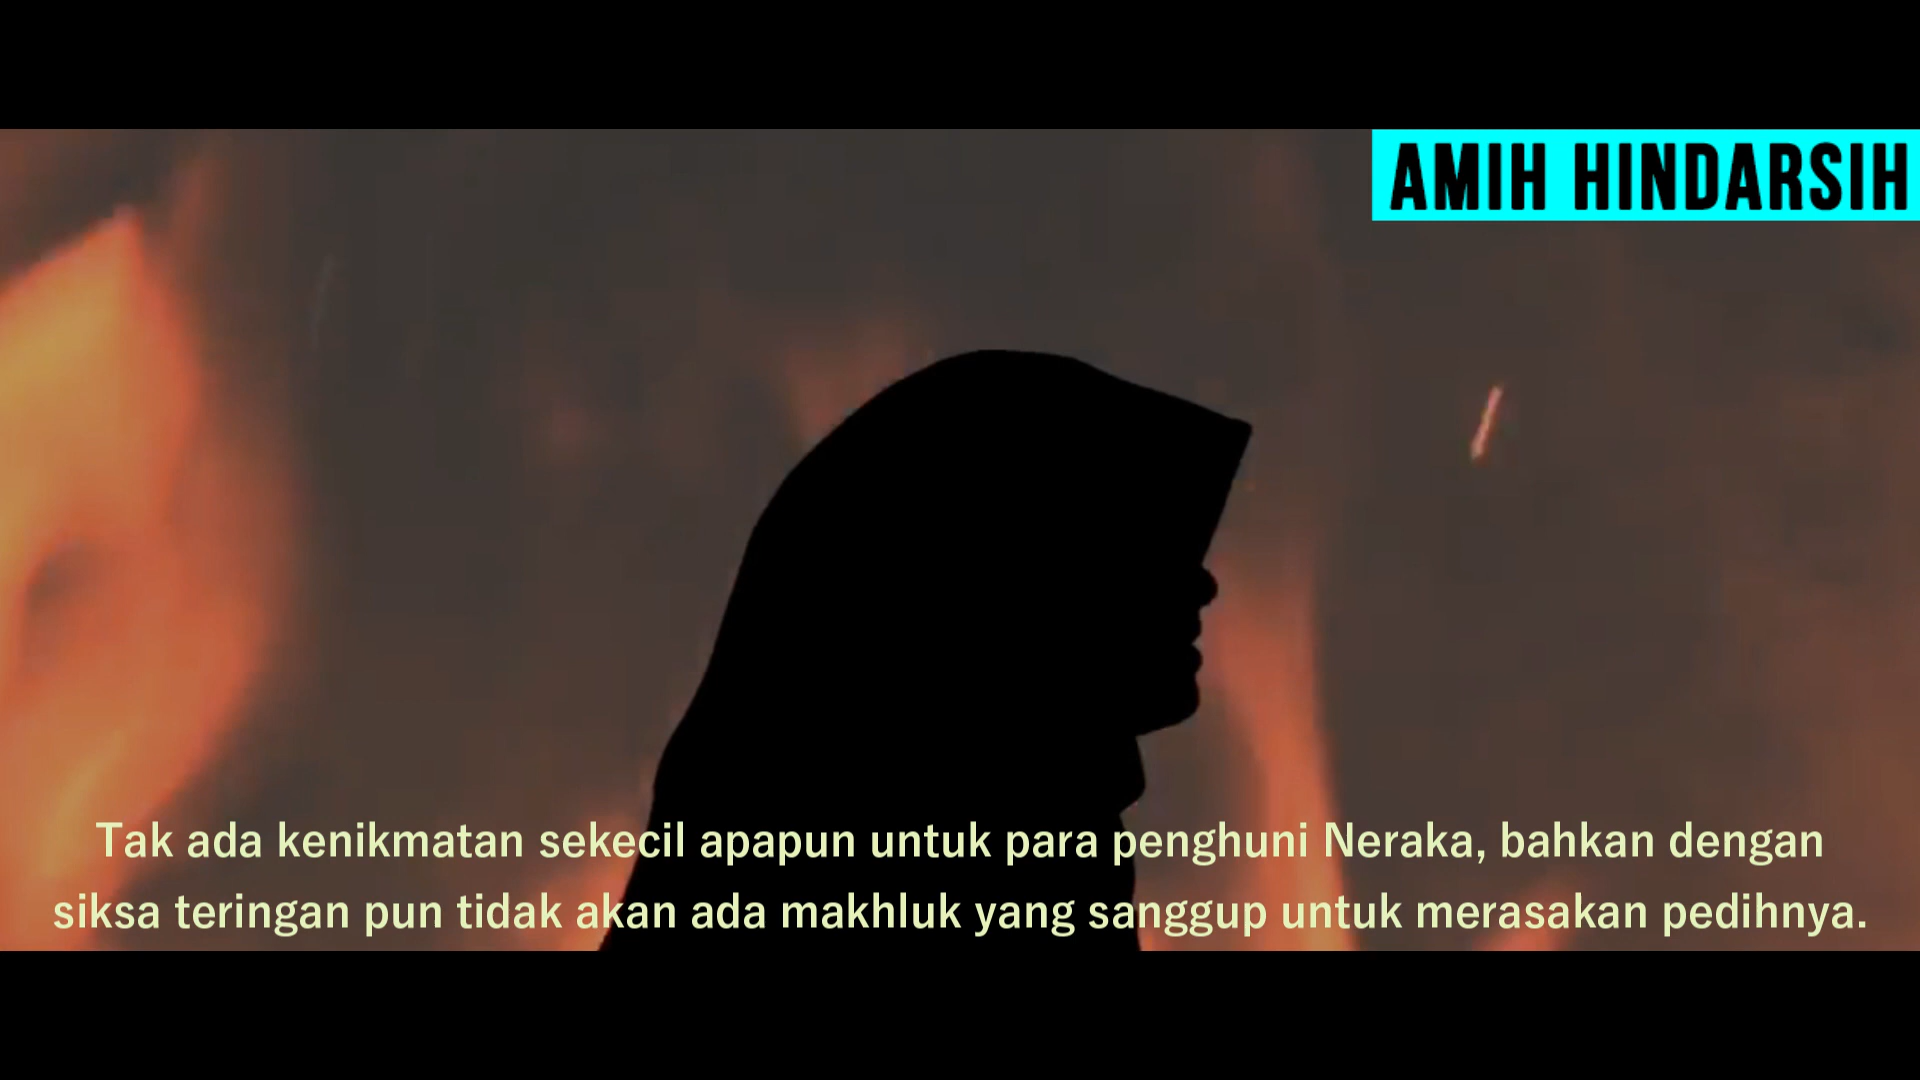 AMIH HINDARSIH
Tak ada kenikmatan sekecil apapun untuk para penghuni Neraka, bahkan dengan
siksa teringan pun tidak akan ada makhluk yang sanggup untuk merasakan pedihnya.